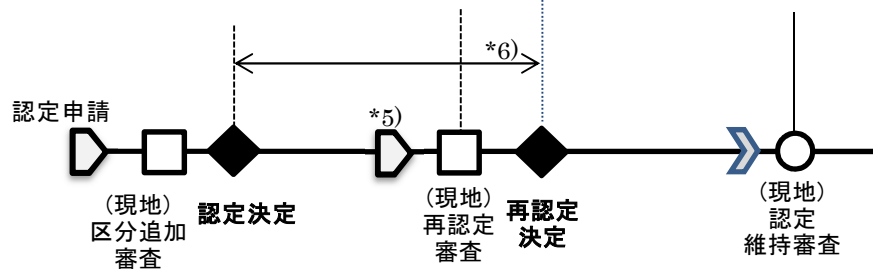 *6)
認定申請
*5)
(現地)
区分追加
審査
認定決定
(現地)
再認定
審査
再認定
決定
(現地)
認定
維持審査